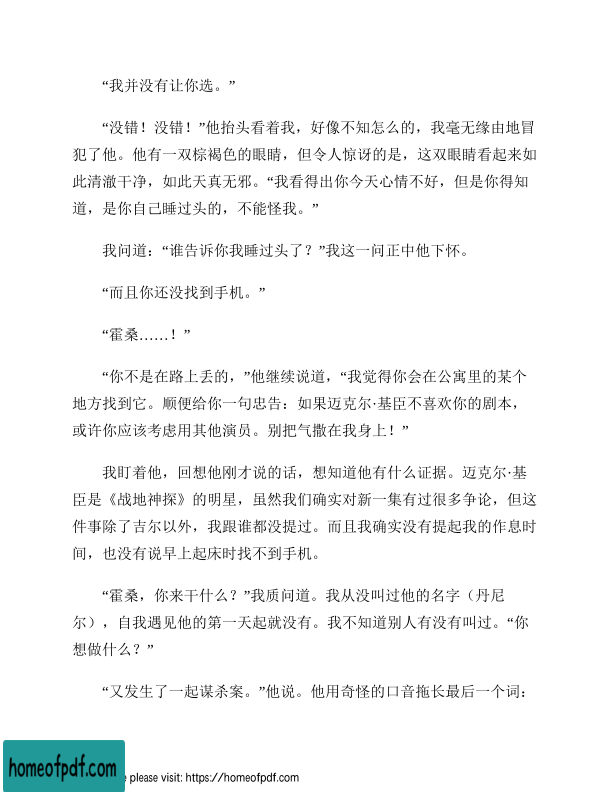 “我并没有让你选。”
“没错！没错！”他抬头看着我，好像不知怎么的，我毫无缘由地冒
犯了他。他有一双棕褐色的眼睛，但令人惊讶的是，这双眼睛看起来如
此清澈干净，如此天真无邪。“我看得出你今天心情不好，但是你得知
道，是你自己睡过头的，不能怪我。”
我问道：“谁告诉你我睡过头了？”我这一问正中他下怀。
“而且你还没找到手机。”
“霍桑……！”
“你不是在路上丢的，”他继续说道，“我觉得你会在公寓里的某个
地方找到它。顺便给你一句忠告：如果迈克尔·基臣不喜欢你的剧本，
或许你应该考虑用其他演员。别把气撒在我身上！”
我盯着他，回想他刚才说的话，想知道他有什么证据。迈克尔·基
臣是《战地神探》的明星，虽然我们确实对新一集有过很多争论，但这
件事除了吉尔以外，我跟谁都没提过。而且我确实没有提起我的作息时
间，也没有说早上起床时找不到手机。
“霍桑，你来干什么？”我质问道。我从没叫过他的名字（丹尼
尔），自我遇见他的第一天起就没有。我不知道别人有没有叫过。“你
想做什么？”
“又发生了一起谋杀案。”他说。他用奇怪的口音拖长最后一个词：
homeofpdf.com
e please visit: https://homeofpdf.com